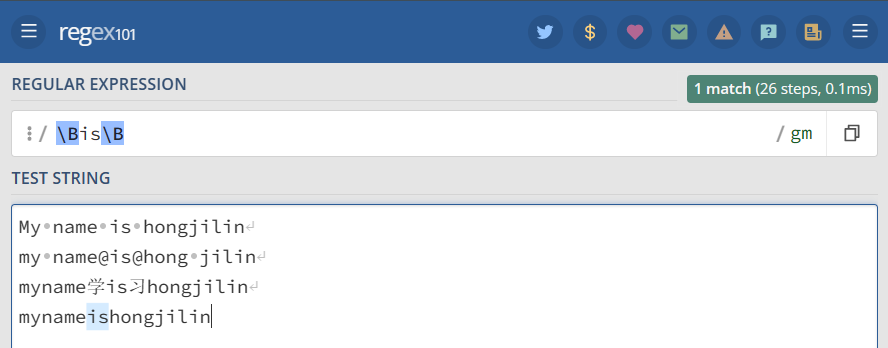 regex101
REGULAR EXPRESSION
1 match (26 steps, 0.1ms)
/ \Bis\B / gm
TEST STRING
My name is hongjilin
my name@is@hong jilin
myname学is习hongjilin
mynameishongjilin